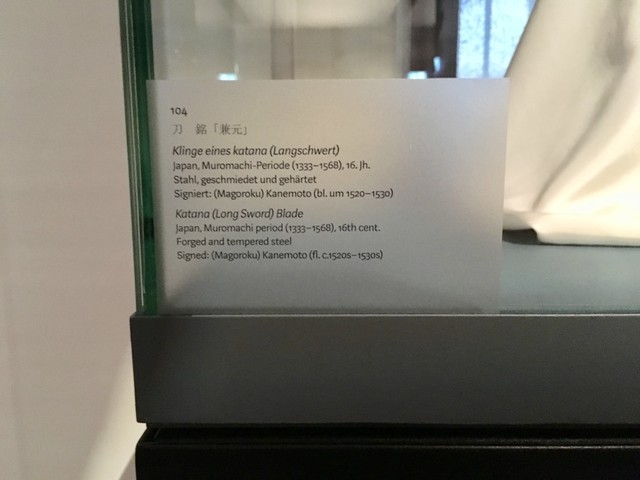 104
刀 銘「兼元」
Klinge eines katana (Langschwert)
Japan, Muromachi-Periode (1333–1568), 16. Jh.
Stahl, geschmiedet und gehärtet
Signiert: (Magoroku) Kanemoto (bl. um 1520–1530)
Katana (Long Sword) Blade
Japan, Muromachi period (1333–1568), 16th cent.
Forged and tempered steel
Signed: (Magoroku) Kanemoto (fl. c.1520s–1530s)